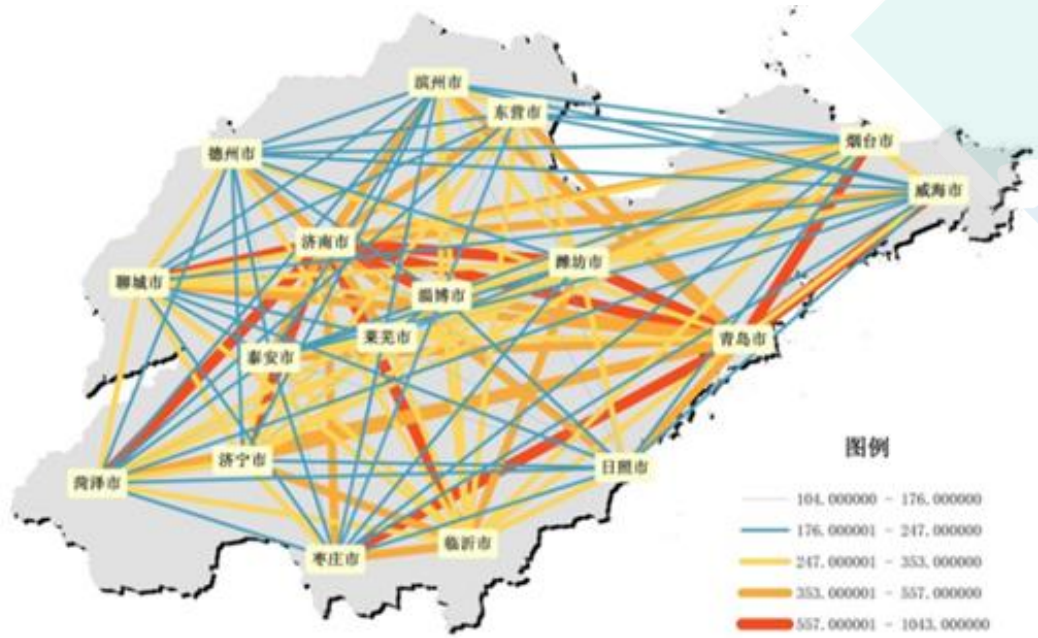 滨州市
东营市
烟台市
德州市
威海市
济南市
潍坊市
聊城市
淄博市
莱芜市
青岛市
泰安市
济宁市
日照市
菏泽市
临沂市
枣庄市
图例
104.000000 - 176.000000
176.000001 - 247.000000
247.000001 - 353.000000
353.000001 - 557.000000
557.000001 - 1043.000000